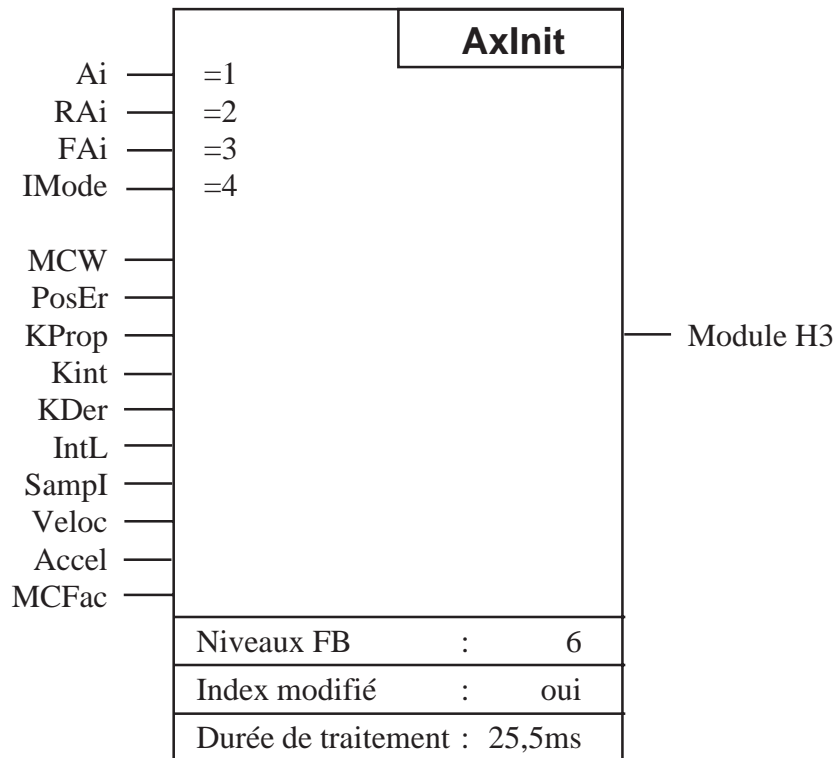 AxInit
Ai =1
RAi =2
FAi =3
IMode =4
MCW
PosEr
KProp Module H3
Kint
KDer
IntL
SampI
Veloc
Accel
MCFac
Niveaux FB : 6
Index modifié : oui
Durée de traitement : 25,5ms